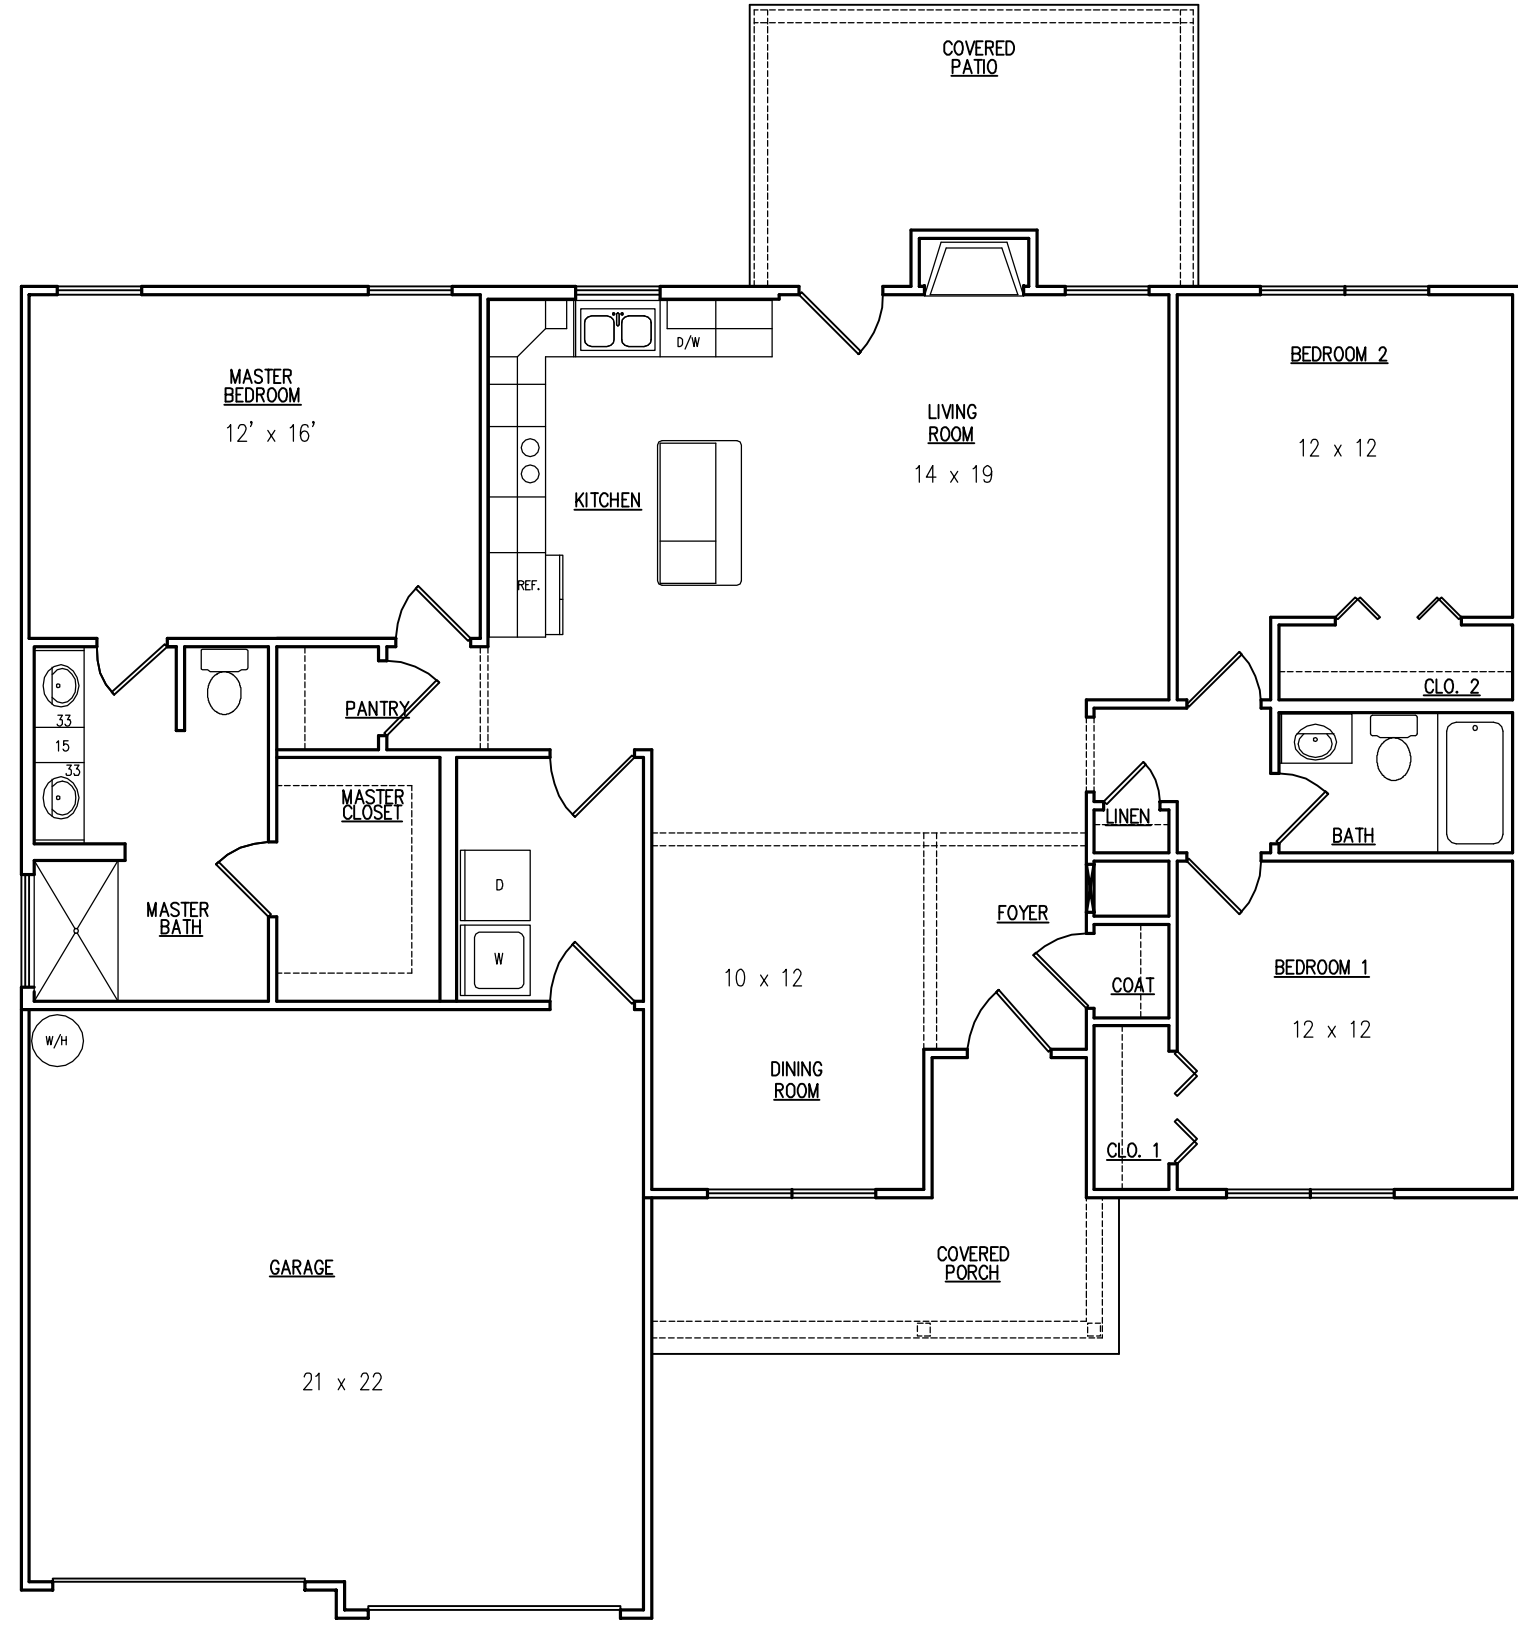 COVERED
PATIO
MASTER
BEDROOM
12' x 16'
D/W
LIVING
ROOM
14 x 19
BEDROOM 2
12 x 12
KITCHEN
REF.
CLO. 2
PANTRY
33
15
33
MASTER
CLOSET
LINEN
BATH
D
W
MASTER
BATH
FOYER
10 x 12
COAT
BEDROOM 1
12 x 12
W/H
DINING
ROOM
CLO. 1
COVERED
PORCH
GARAGE
21 x 22